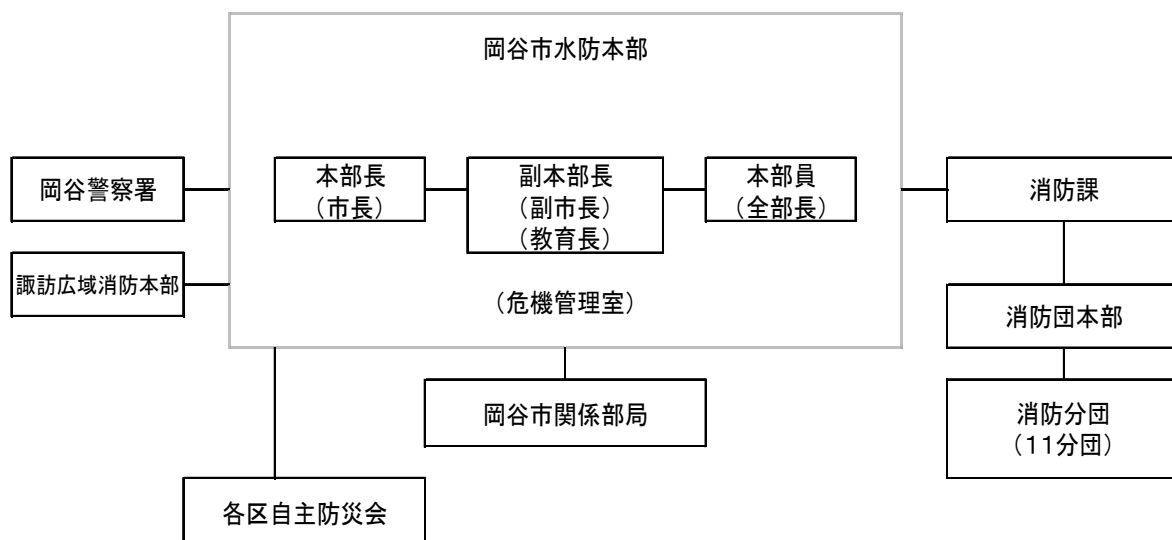 岡谷市水防本部
岡谷警察署
本部長
（市長）
副本部長
（副市長）
（教育長）
本部員
（全部長）
消防課
諏訪広域消防本部
（危機管理室）
消防団本部
岡谷市関係部局
消防分団
（11分団）
各区自主防災会